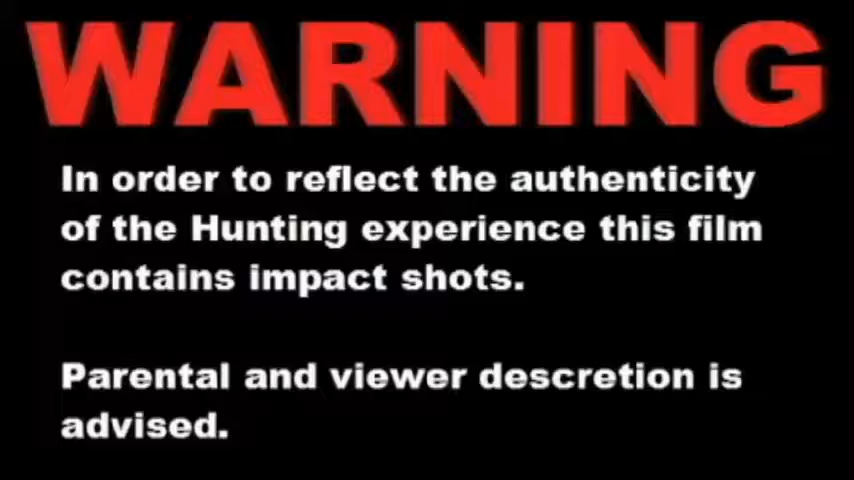 WARNING
In order to reflect the authenticity
of the Hunting experience this film
contains impact shots.
Parental and viewer descretion is
advised.